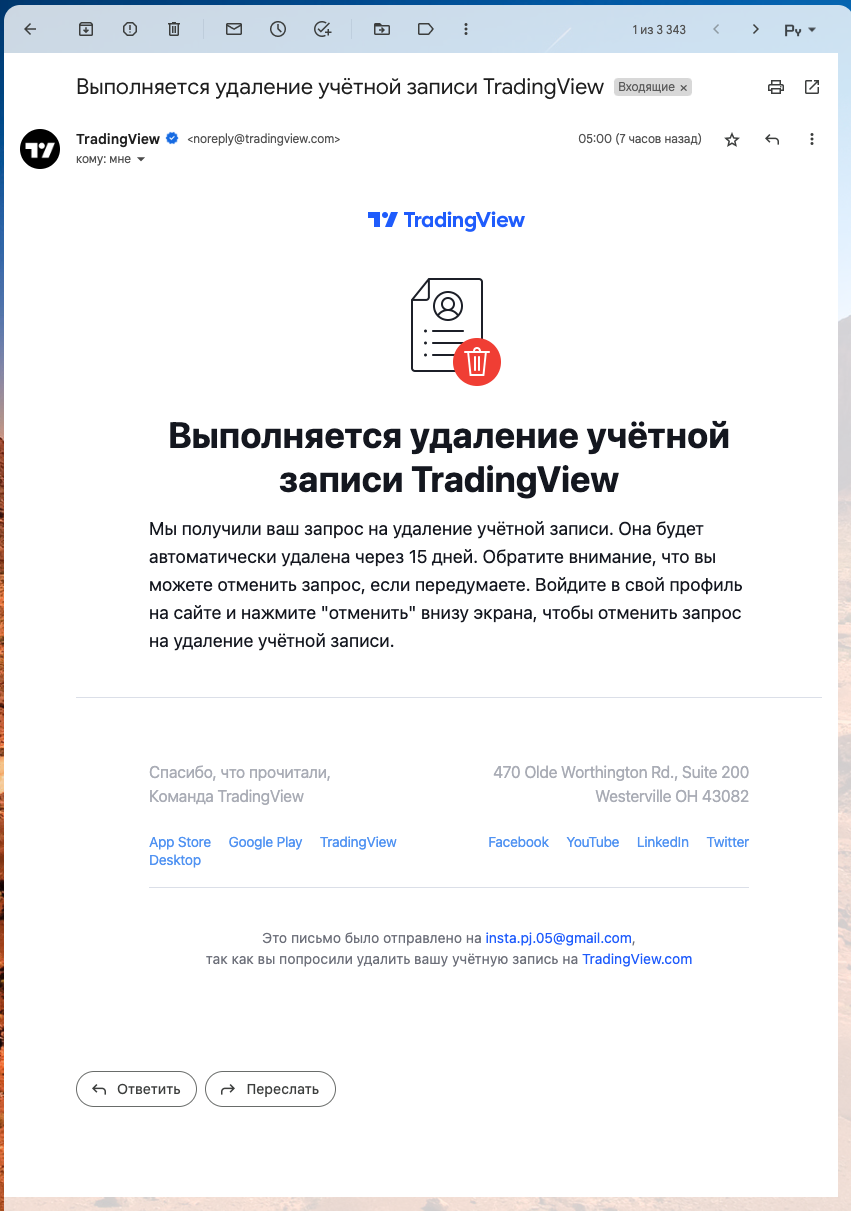 1 из 3 343
Ру
Выполняется удаление учётной записи TradingView
Входящие ×
TradingView <noreply@tradingview.com>
05:00 (7 часов назад)
кому: мне
TradingView
Выполняется удаление учётной
записи TradingView
Мы получили ваш запрос на удаление учётной записи. Она будет
автоматически удалена через 15 дней. Обратите внимание, что вы
можете отменить запрос, если передумаете. Войдите в свой профиль
на сайте и нажмите "отменить" внизу экрана, чтобы отменить запрос
на удаление учётной записи.
Спасибо, что прочитали,
Команда TradingView
470 Olde Worthington Rd., Suite 200
Westerville OH 43082
App Store Google Play TradingView
Desktop
Facebook YouTube LinkedIn Twitter
Это письмо было отправлено на insta.pj.05@gmail.com,
так как вы попросили удалить вашу учётную запись на TradingView.com
Ответить
Переслать